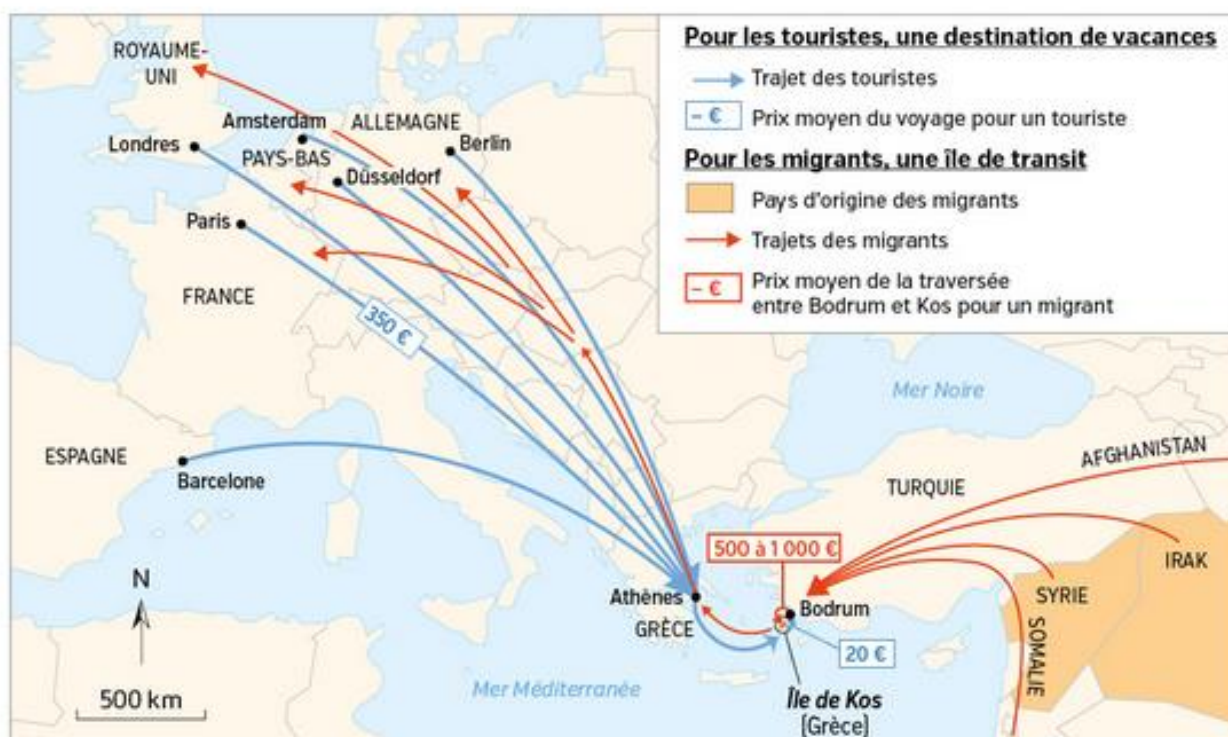 Pour les touristes, une destination de vacances
Trajet des touristes
– € Prix moyen du voyage pour un touriste
Pour les migrants, une île de transit
Pays d'origine des migrants
Trajets des migrants
– € Prix moyen de la traversée
entre Bodrum et Kos pour un migrant
ROYAUME-
UNI
Amsterdam
ALLEMAGNE
Londres
PAYS-BAS
Berlin
Düsseldorf
Paris
FRANCE
350 €
Mer Noire
ESPAGNE
Barcelone
AFGHANISTAN
TURQUIE
500 à 1 000 €
IRAK
N
Athènes
Bodrum
SYRIE
GRÈCE
SOMALIE
20 €
500 km
Mer Méditerranée
Île de Kos
(Grèce)